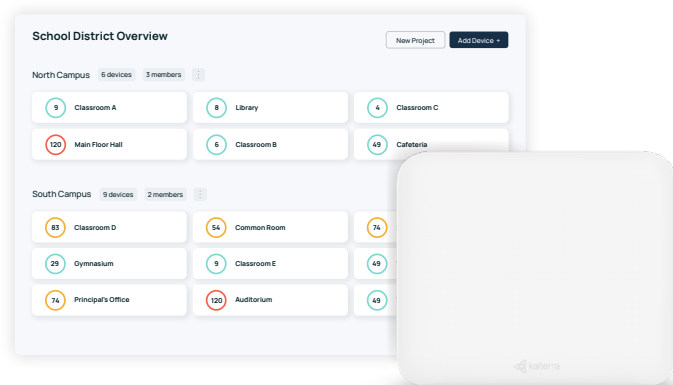 School District Overview
New Project
Add Device +
North Campus 6 devices 3 members
9 Classroom A
8 Library
4 Classroom C
120 Main Floor Hall
6 Classroom B
49 Cafeteria
South Campus 9 devices 2 members
83 Classroom D
54 Common Room
74
29 Gymnasium
9 Classroom E
49
74 Principal's Office
120 Auditorium
49
kaiterra